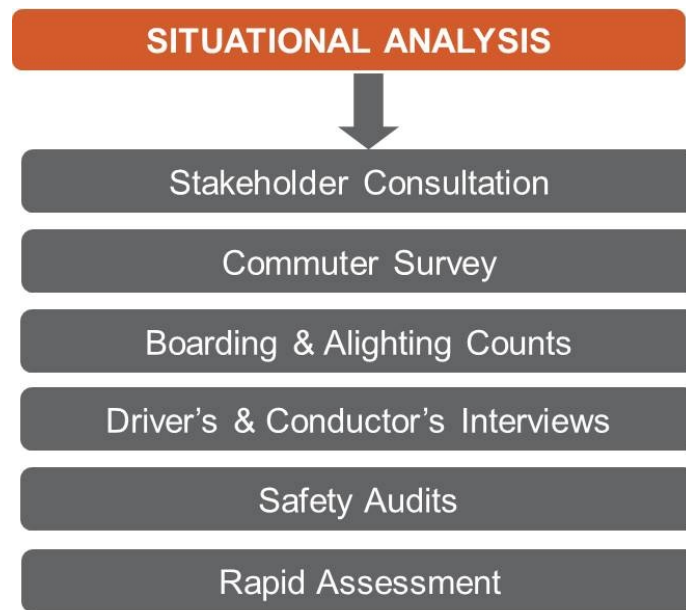 SITUATIONAL ANALYSIS
Stakeholder Consultation
Commuter Survey
Boarding & Alighting Counts
Driver’s & Conductor’s Interviews
Safety Audits
Rapid Assessment